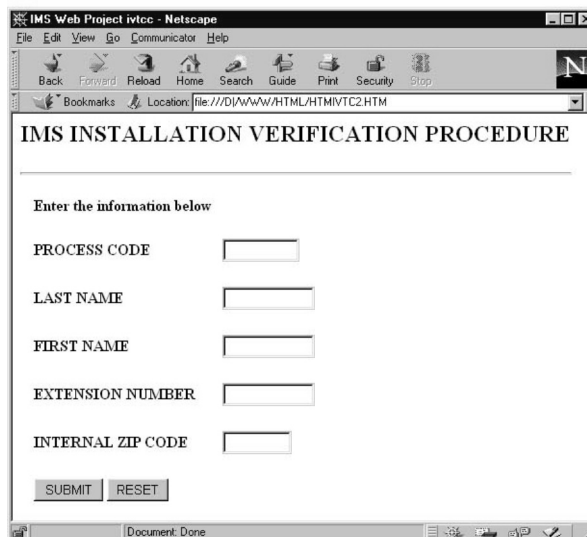 IMS Web Project ivtcc - Netscape
File Edit View Go Communicator Help
Back Forward Reload Home Search Guide Print Security Stop
N
Bookmarks Location: file:///D|/WWW/HTML/HTMIVTC2.HTM
IMS INSTALLATION VERIFICATION PROCEDURE
Enter the information below
PROCESS CODE
LAST NAME
FIRST NAME
EXTENSION NUMBER
INTERNAL ZIP CODE
SUBMIT RESET
Document: Done